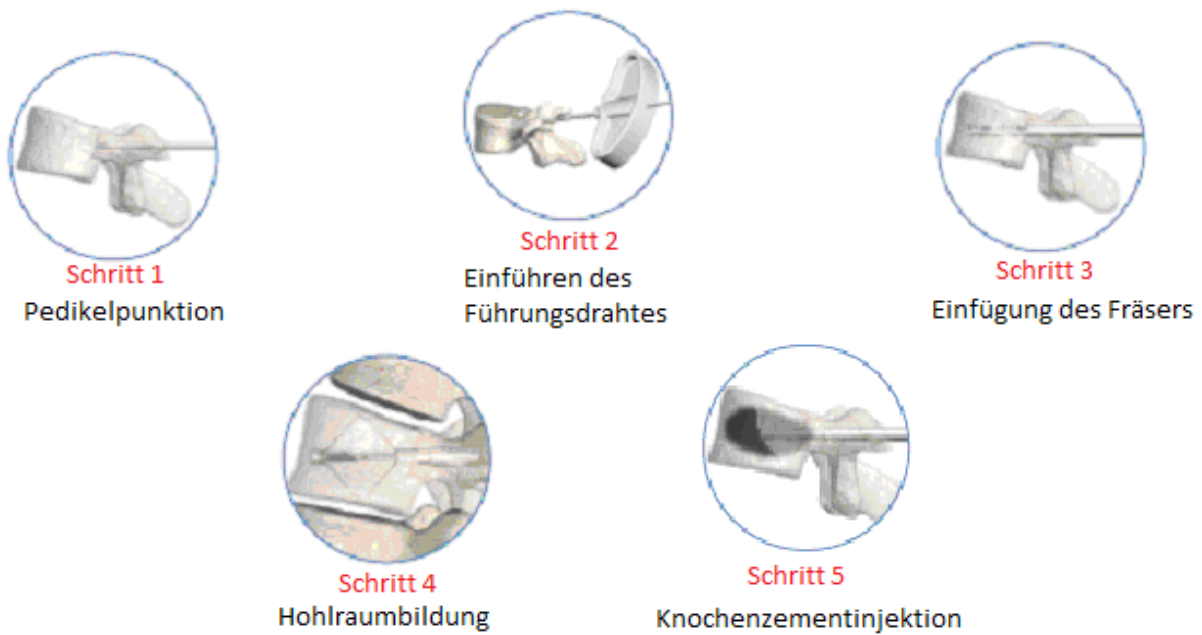 Schritt 1
Pedikelpunktion
Schritt 2
Einführen des
Führungsdrahtes
Schritt 3
Einfügung des Fräsers
Schritt 4
Hohlraumbildung
Schritt 5
Knochenzementinjektion